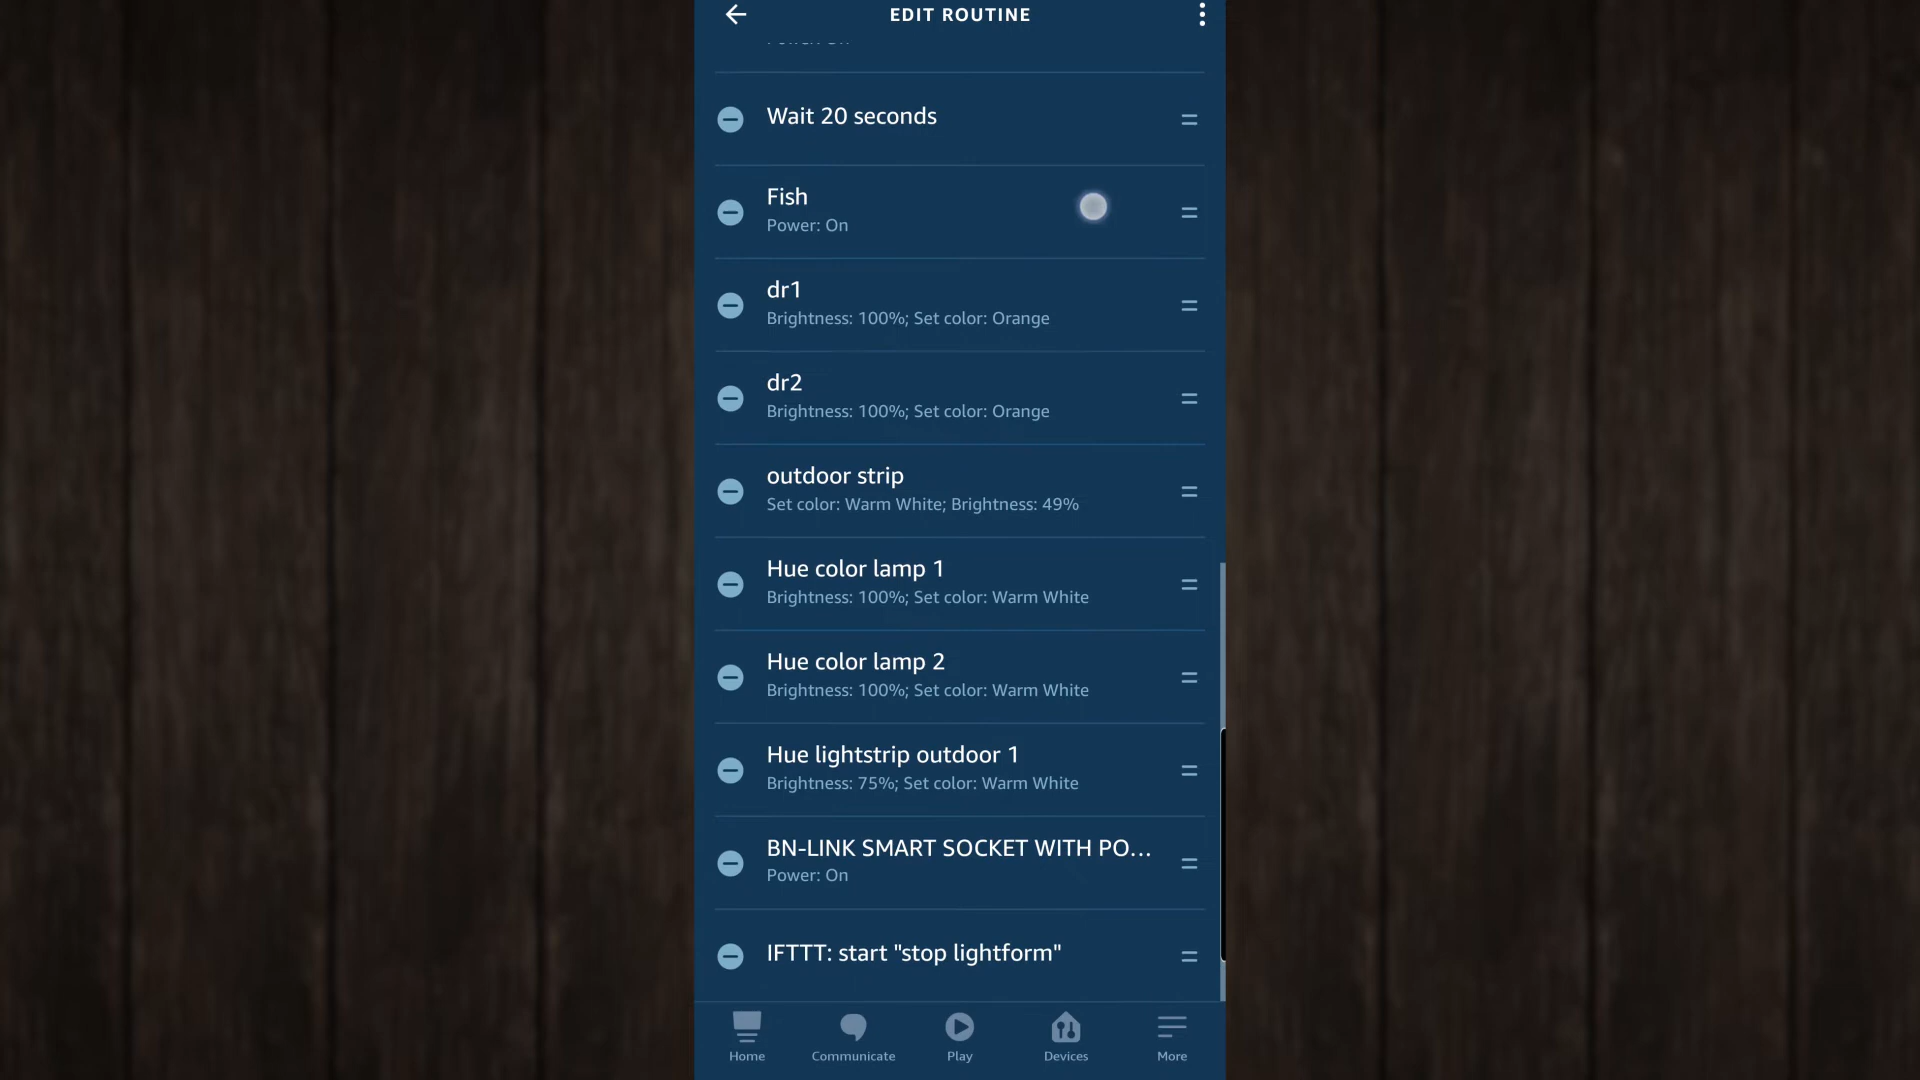 EDIT ROUTINE
Wait 20 seconds
Fish
Power: On
dr1
Brightness: 100%; Set color: Orange
dr2
Brightness: 100%; Set color: Orange
outdoor strip
Set color: Warm White; Brightness: 49%
Hue color lamp 1
Brightness: 100%; Set color: Warm White
Hue color lamp 2
Brightness: 100%; Set color: Warm White
Hue lightstrip outdoor 1
Brightness: 75%; Set color: Warm White
BN-LINK SMART SOCKET WITH PO...
Power: On
IFTTT: start "stop lightform"
Home
Communicate
Play
Devices
More